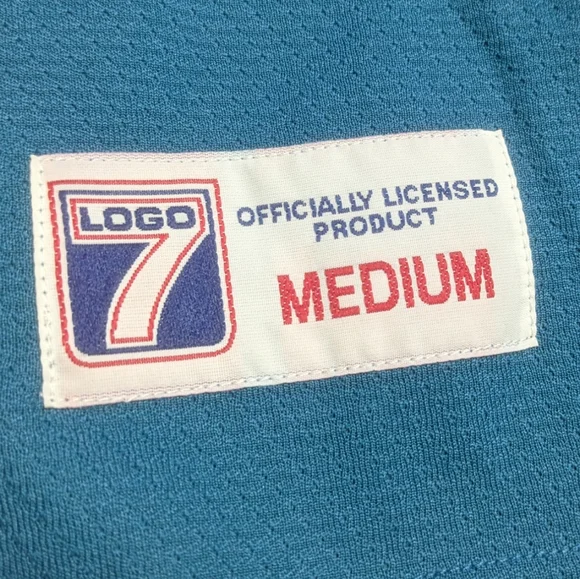 LOGO
7
OFFICIALLY LICENSED
PRODUCT
MEDIUM